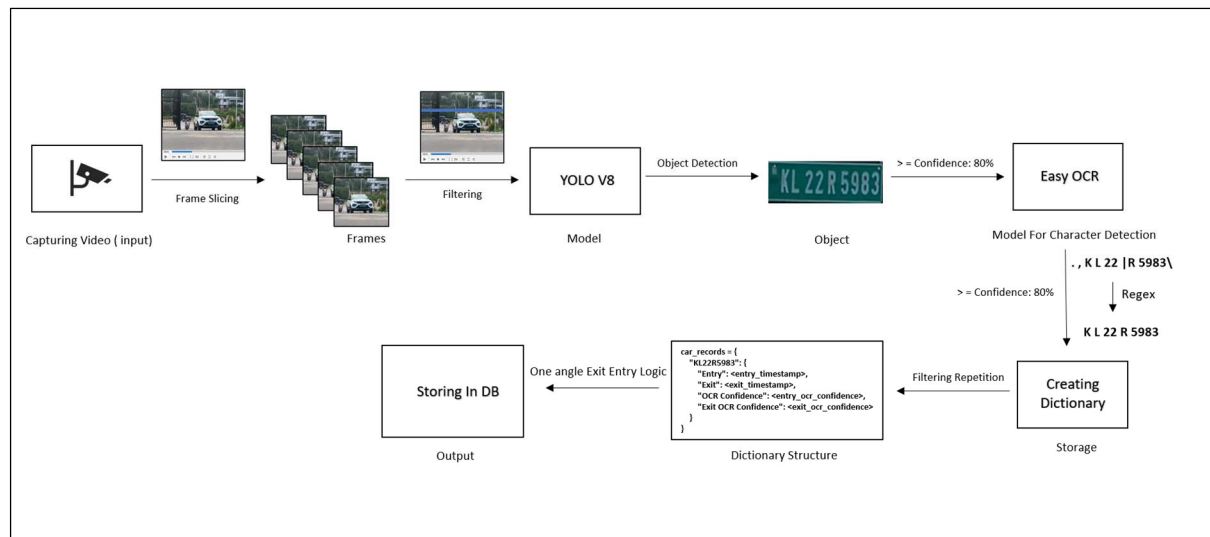 Capturing Video ( input)
Frame Slicing
Frames
Filtering
YOLO V8
Model
Object Detection
KL 22 R 5983
Object
> = Confidence: 80%
Easy OCR
Model For Character Detection
. , K L 22 |R 5983\
> = Confidence: 80%
Regex
K L 22 R 5983
Creating
Dictionary
Storage
Filtering Repetition
car_records = {
"KL22R5983": {
"Entry": <entry_timestamp>,
"Exit": <exit_timestamp>,
"OCR Confidence": <entry_ocr_confidence>,
"Exit OCR Confidence": <exit_ocr_confidence>
}
}
Dictionary Structure
One angle Exit Entry Logic
Storing In DB
Output